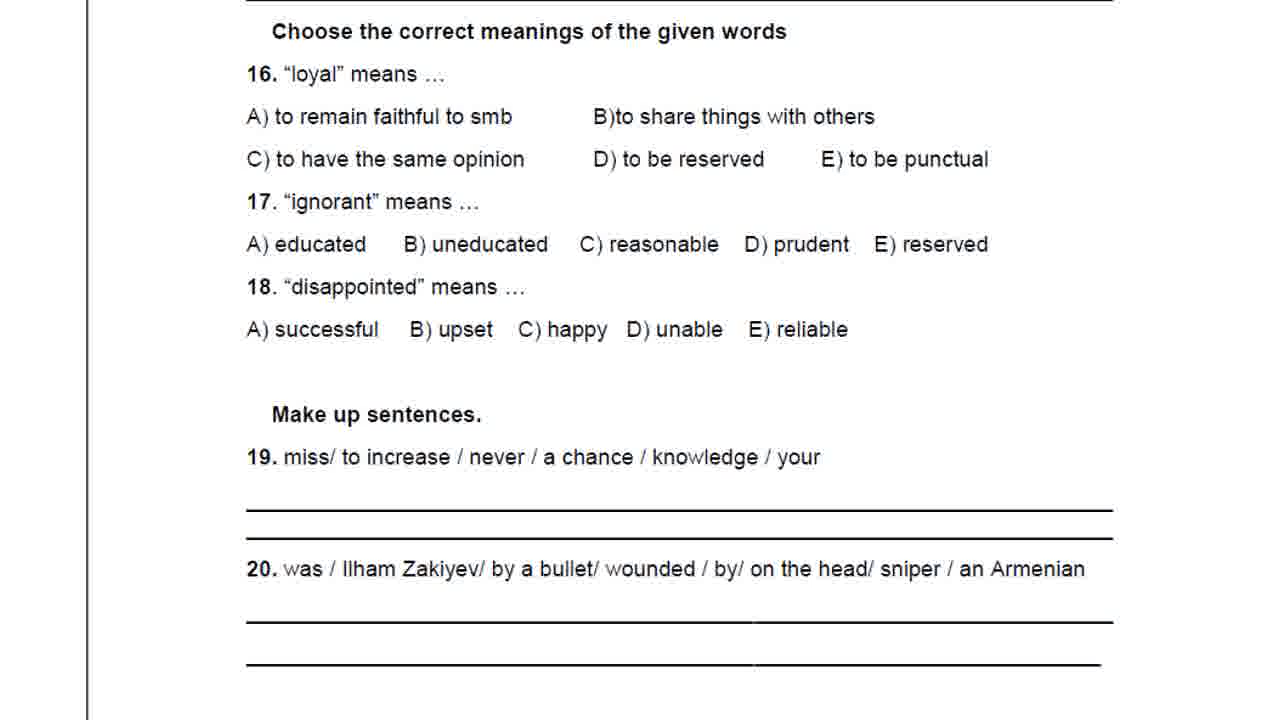 Choose the correct meanings of the given words
16. “loyal” means …
A) to remain faithful to smb B)to share things with others
C) to have the same opinion D) to be reserved E) to be punctual
17. “ignorant” means …
A) educated B) uneducated C) reasonable D) prudent E) reserved
18. “disappointed” means …
A) successful B) upset C) happy D) unable E) reliable
Make up sentences.
19. miss/ to increase / never / a chance / knowledge / your
20. was / Ilham Zakiyev/ by a bullet/ wounded / by/ on the head/ sniper / an Armenian